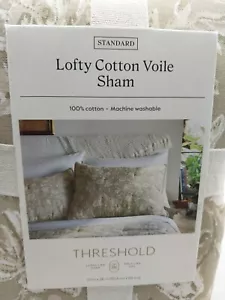 STANDARD
Lofty Cotton Voile
Sham
100% cotton – Machine washable
THRESHOLD